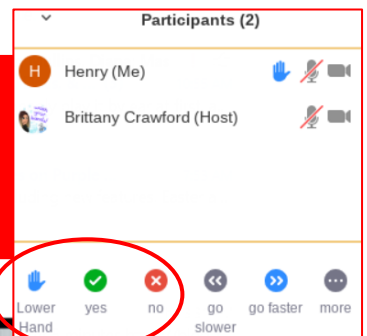 Participants (2)
H Henry (Me)
Brittany Crawford (Host)
Lower Hand
yes
no
go slower
go faster
more